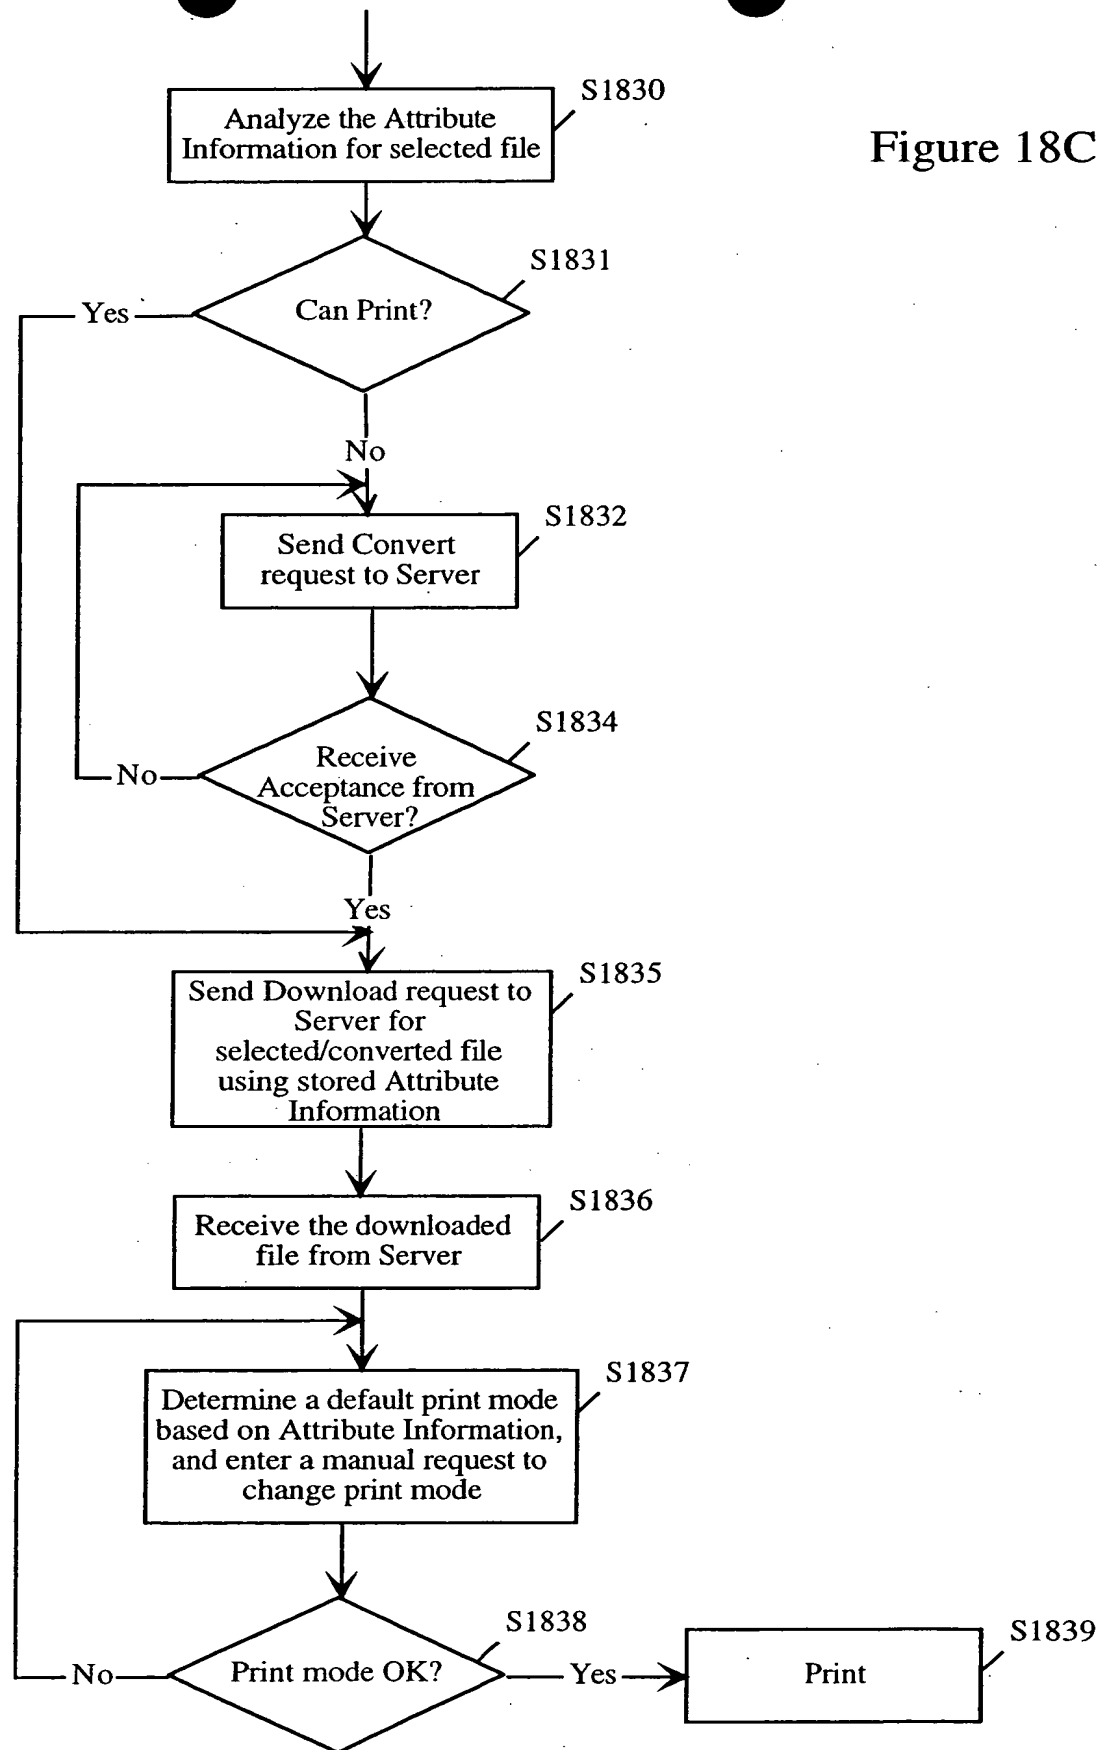 S1830
Analyze the Attribute
Information for selected file
Figure 18C
S1831
Can Print?
Yes
No
S1832
Send Convert
request to Server
S1834
Receive
Acceptance from
Server?
No
Yes
S1835
Send Download request to
Server for
selected/converted file
using stored Attribute
Information
S1836
Receive the downloaded
file from Server
S1837
Determine a default print mode
based on Attribute Information,
and enter a manual request to
change print mode
S1838
Print mode OK?
No
Yes
S1839
Print